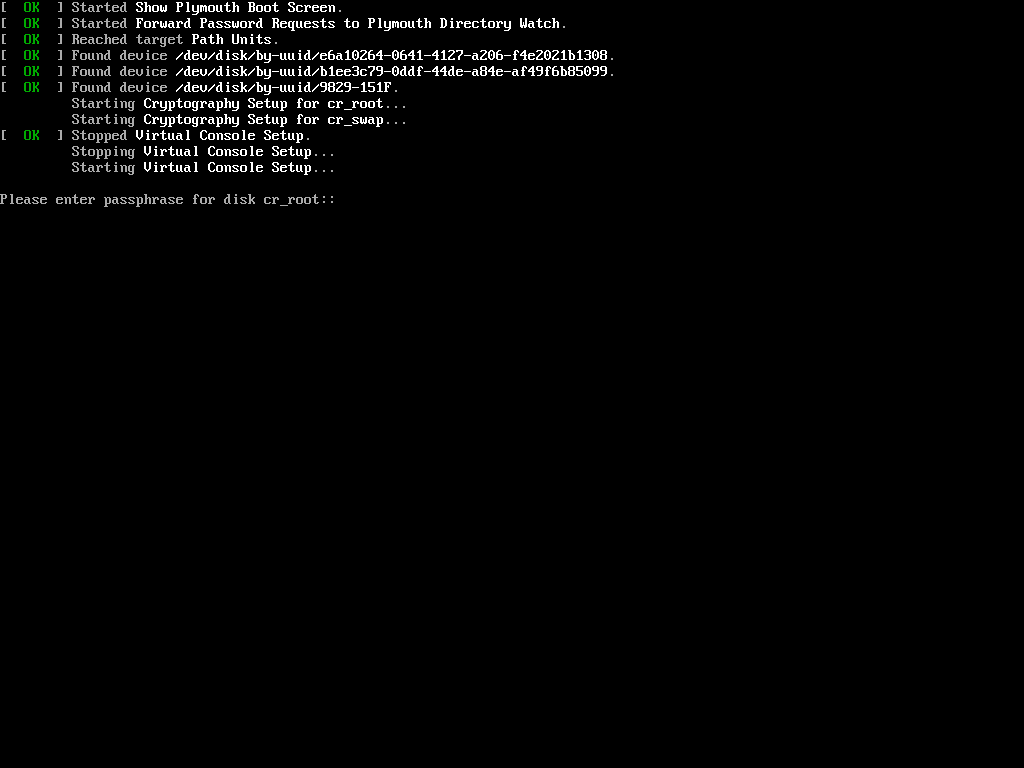 [  OK  ] Started Show Plymouth Boot Screen.
[  OK  ] Started Forward Password Requests to Plymouth Directory Watch.
[  OK  ] Reached target Path Units.
[  OK  ] Found device /dev/disk/by-uuid/e6a10264-0641-4127-a206-f4e2021b1308.
[  OK  ] Found device /dev/disk/by-uuid/b1ee3c79-0ddf-44de-a84e-af49f6b85099.
[  OK  ] Found device /dev/disk/by-uuid/9829-151F.
         Starting Cryptography Setup for cr_root...
         Starting Cryptography Setup for cr_swap...
[  OK  ] Stopped Virtual Console Setup.
         Stopping Virtual Console Setup...
         Starting Virtual Console Setup...
Please enter passphrase for disk cr_root::